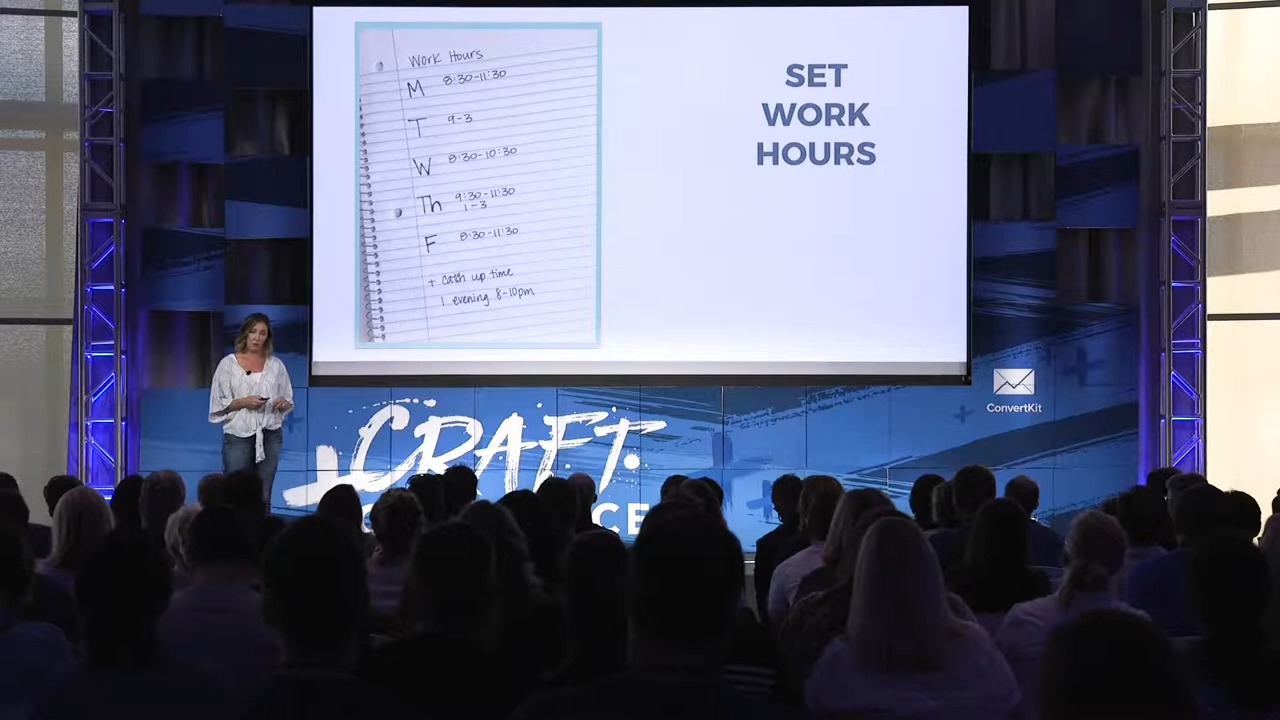 Work Hours
M 8:30-11:30
T 9-3
W 8:30-10:30
Th 9:30-11:30
1-3
F 8:30-11:30
+ catch up time
1 evening 8-10pm
SET
WORK
HOURS
ConvertKit
CRAFT